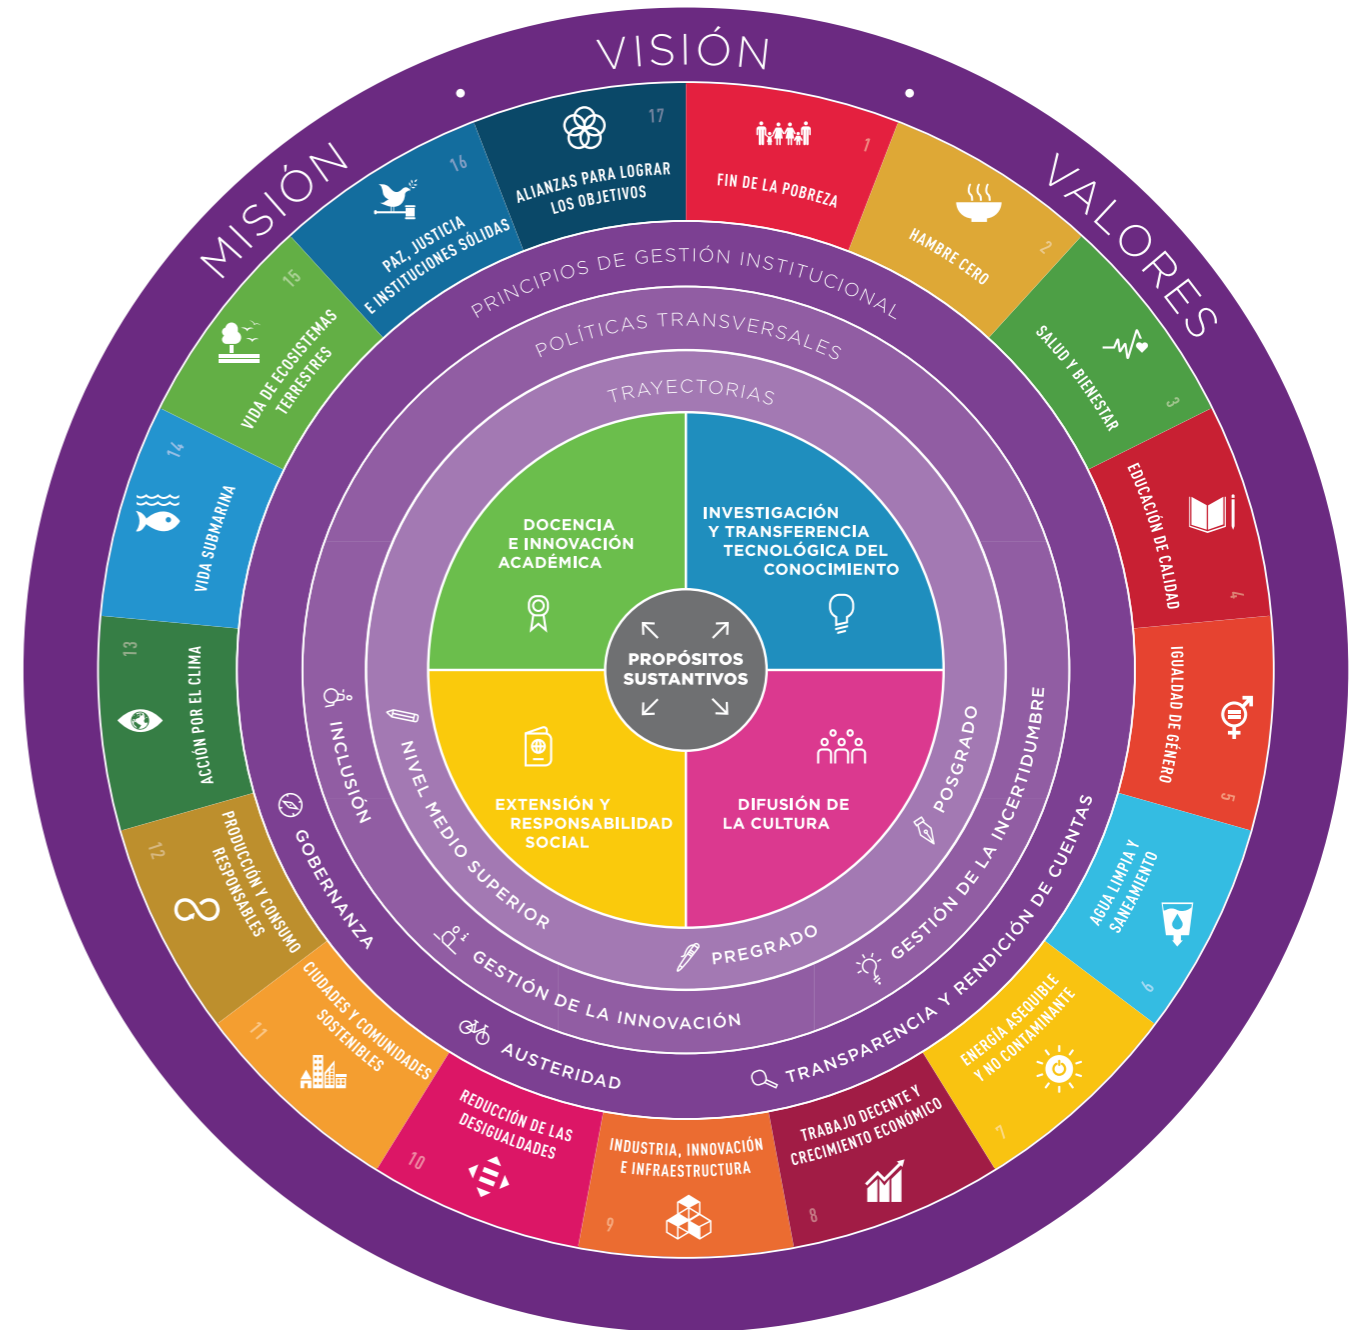 MISIÓN
VISIÓN
VALORES
1
FIN DE LA POBREZA
2
HAMBRE CERO
3
SALUD Y BIENESTAR
4
EDUCACIÓN DE CALIDAD
5
IGUALDAD DE GÉNERO
6
AGUA LIMPIA Y
SANEAMIENTO
7
ENERGÍA ASEQUIBLE
Y NO CONTAMINANTE
8
TRABAJO DECENTE Y
CRECIMIENTO ECONÓMICO
9
INDUSTRIA, INNOVACIÓN
E INFRAESTRUCTURA
10
REDUCCIÓN DE LAS
DESIGUALDADES
11
CIUDADES Y COMUNIDADES
SOSTENIBLES
12
PRODUCCIÓN Y CONSUMO
RESPONSABLES
13
ACCIÓN POR EL CLIMA
14
VIDA SUBMARINA
15
VIDA DE ECOSISTEMAS
TERRESTRES
16
PAZ, JUSTICIA
E INSTITUCIONES SÓLIDAS
17
ALIANZAS PARA LOGRAR
LOS OBJETIVOS
PRINCIPIOS DE GESTIÓN INSTITUCIONAL
GOBERNANZA
AUSTERIDAD
TRANSPARENCIA Y RENDICIÓN DE CUENTAS
POLÍTICAS TRANSVERSALES
INCLUSIÓN
GESTIÓN DE LA INNOVACIÓN
GESTIÓN DE LA INCERTIDUMBRE
TRAYECTORIAS
NIVEL MEDIO SUPERIOR
PREGRADO
POSGRADO
DOCENCIA
E INNOVACIÓN
ACADÉMICA
INVESTIGACIÓN
Y TRANSFERENCIA
TECNOLÓGICA DEL
CONOCIMIENTO
PROPÓSITOS
SUSTANTIVOS
EXTENSIÓN Y
RESPONSABILIDAD
SOCIAL
DIFUSIÓN DE
LA CULTURA